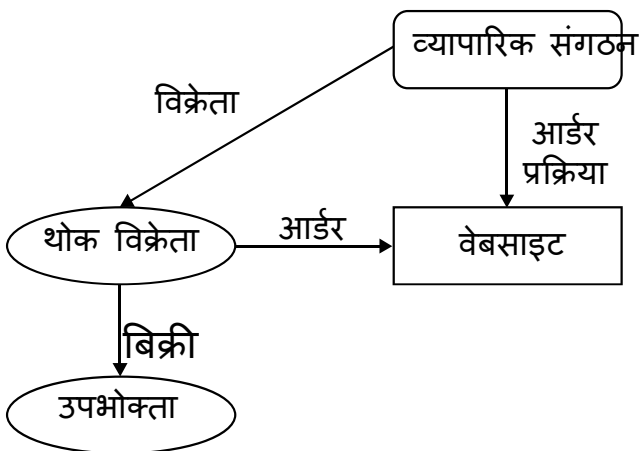 व्यापारिक संगठन
विक्रेता
आर्डर
प्रक्रिया
थोक विक्रेता
आर्डर
वेबसाइट
बिक्री
उपभोक्ता